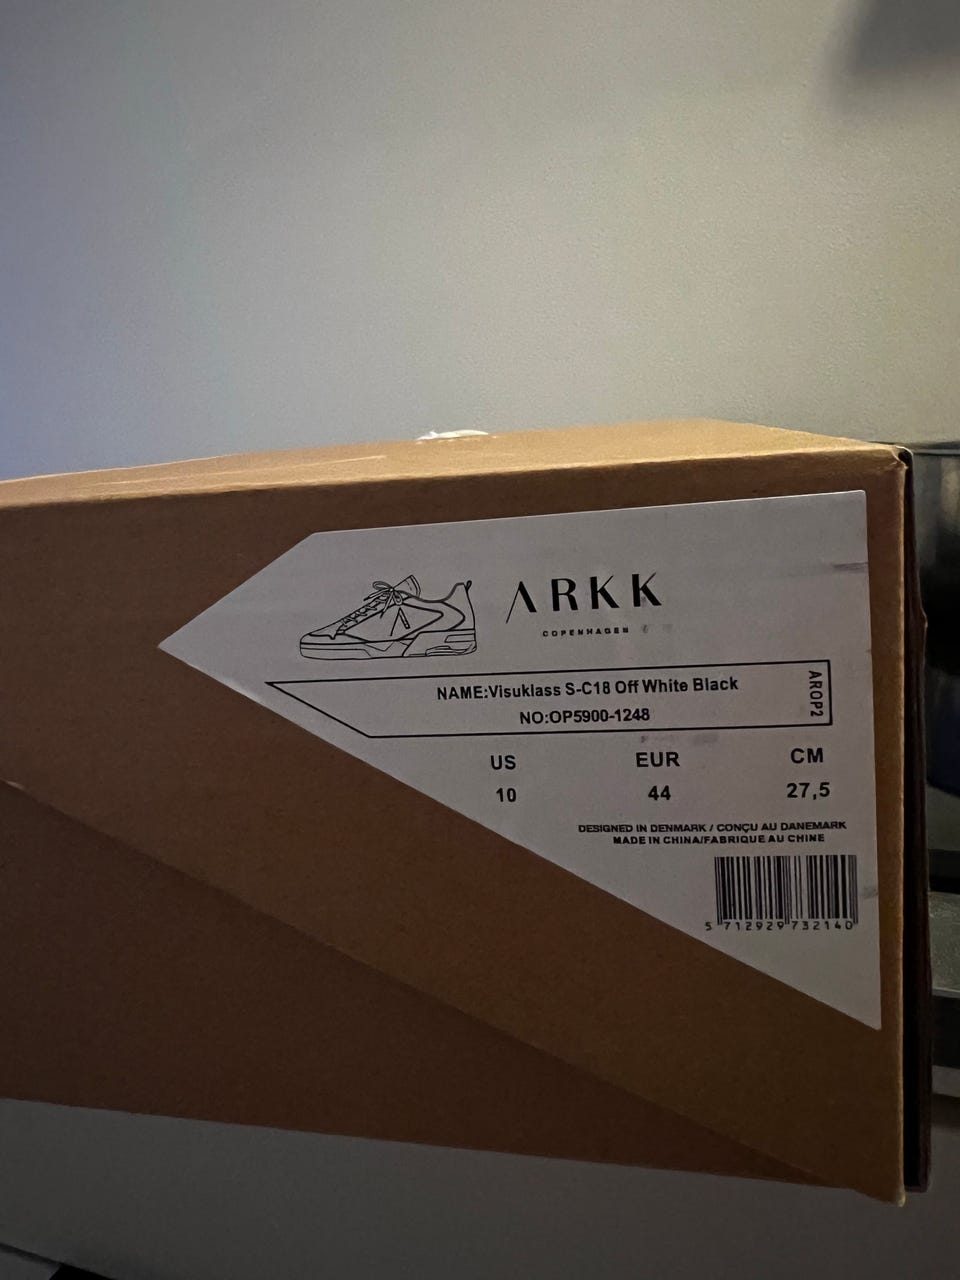 ARKK
COPENHAGEN
NAME:Visuklass S-C18 Off White Black
NO:OP5900-1248
AROP2
US EUR CM
10 44 27,5
DESIGNED IN DENMARK / CONÇU AU DANEMARK
MADE IN CHINA/FABRIQUE AU CHINE
5 712929 732140